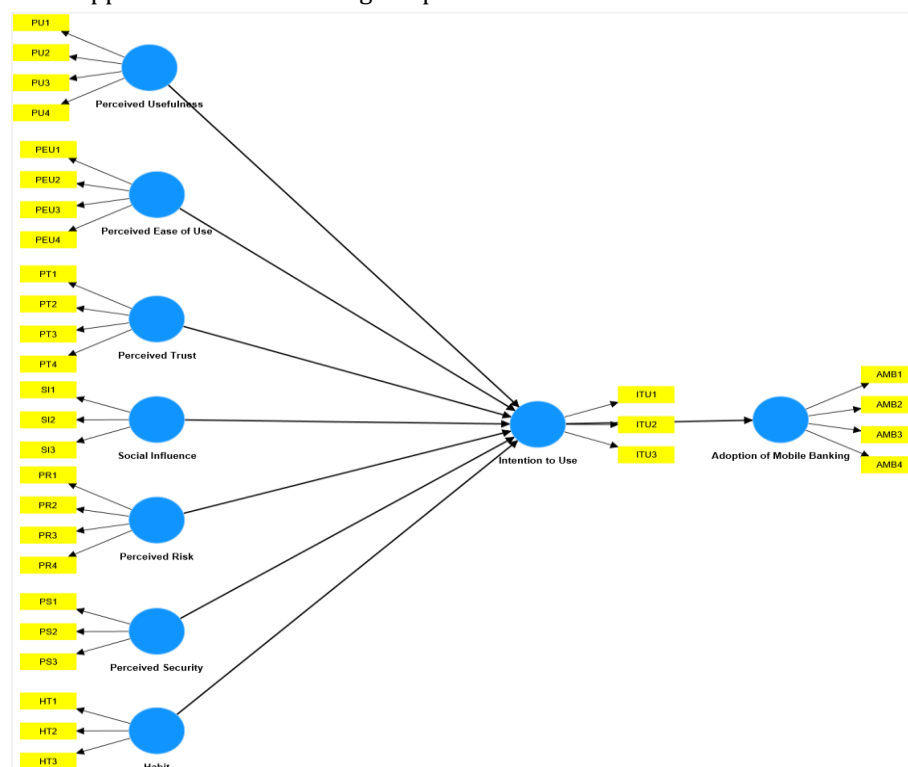 PU1
PU2
PU3
PU4
Perceived Usefulness
PEU1
PEU2
PEU3
PEU4
Perceived Ease of Use
PT1
PT2
PT3
PT4
Perceived Trust
SI1
SI2
SI3
Social Influence
PR1
PR2
PR3
PR4
Perceived Risk
PS1
PS2
PS3
Perceived Security
HT1
HT2
HT3
Habit
ITU1
ITU2
ITU3
Intention to Use
AMB1
AMB2
AMB3
AMB4
Adoption of Mobile Banking